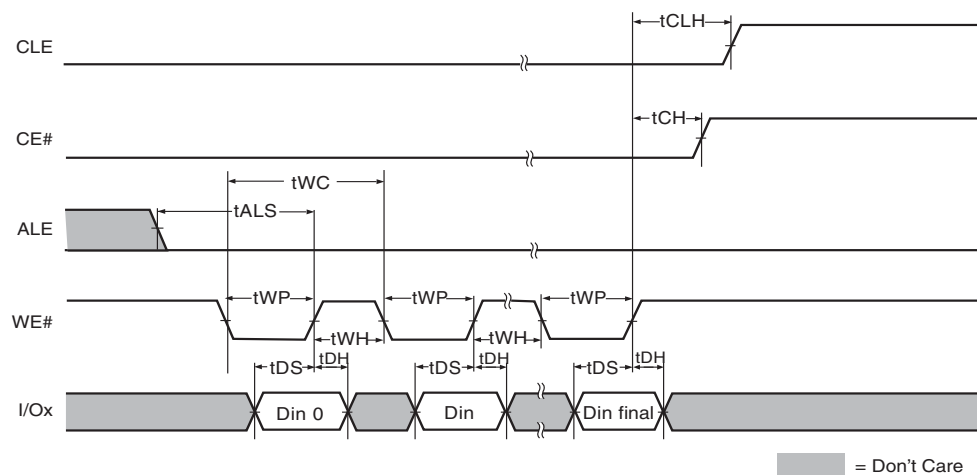 tCLH
CLE
tCH
CE#
tWC
tALS
ALE
tWP tWP tWP
WE#
tWH tWH
tDS tDH tDS tDH tDS tDH
I/Ox Din 0 Din Din final
= Don't Care